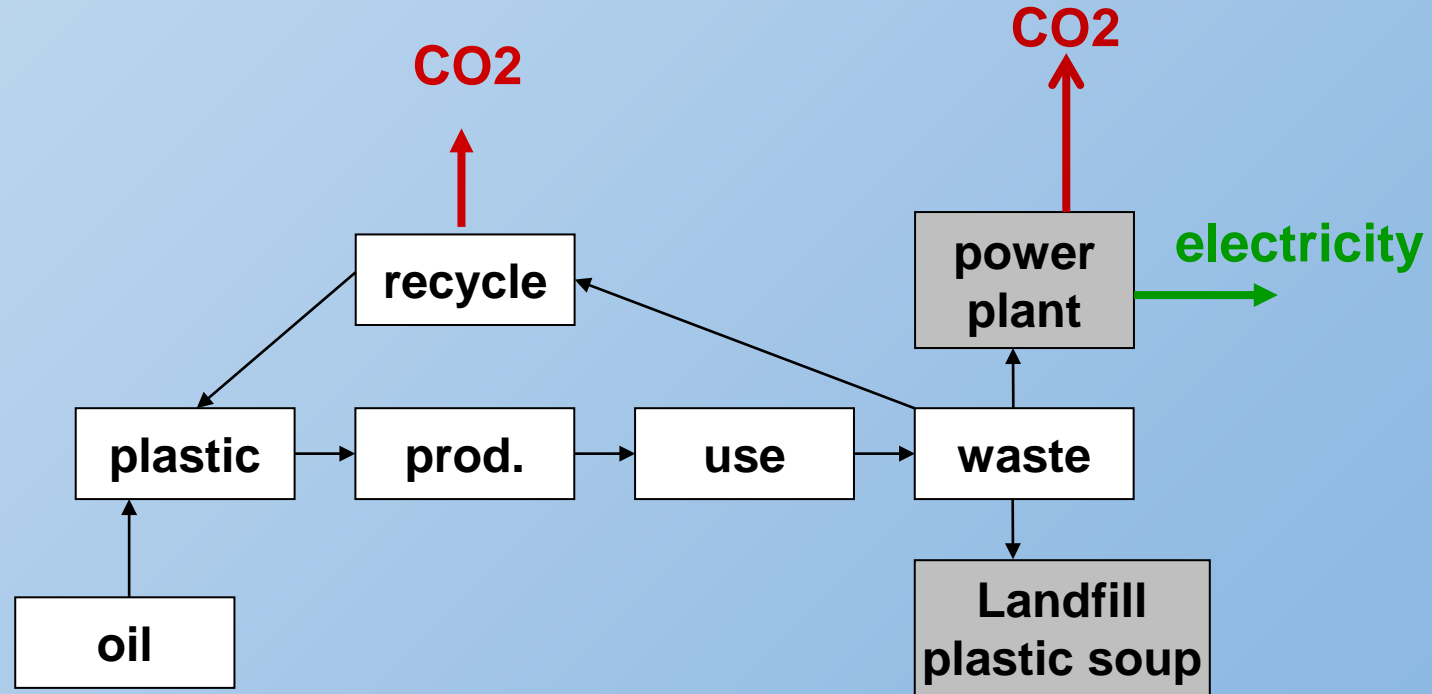 CO2
CO2
power
plant
electricity
recycle
plastic
prod.
use
waste
oil
Landfill
plastic soup